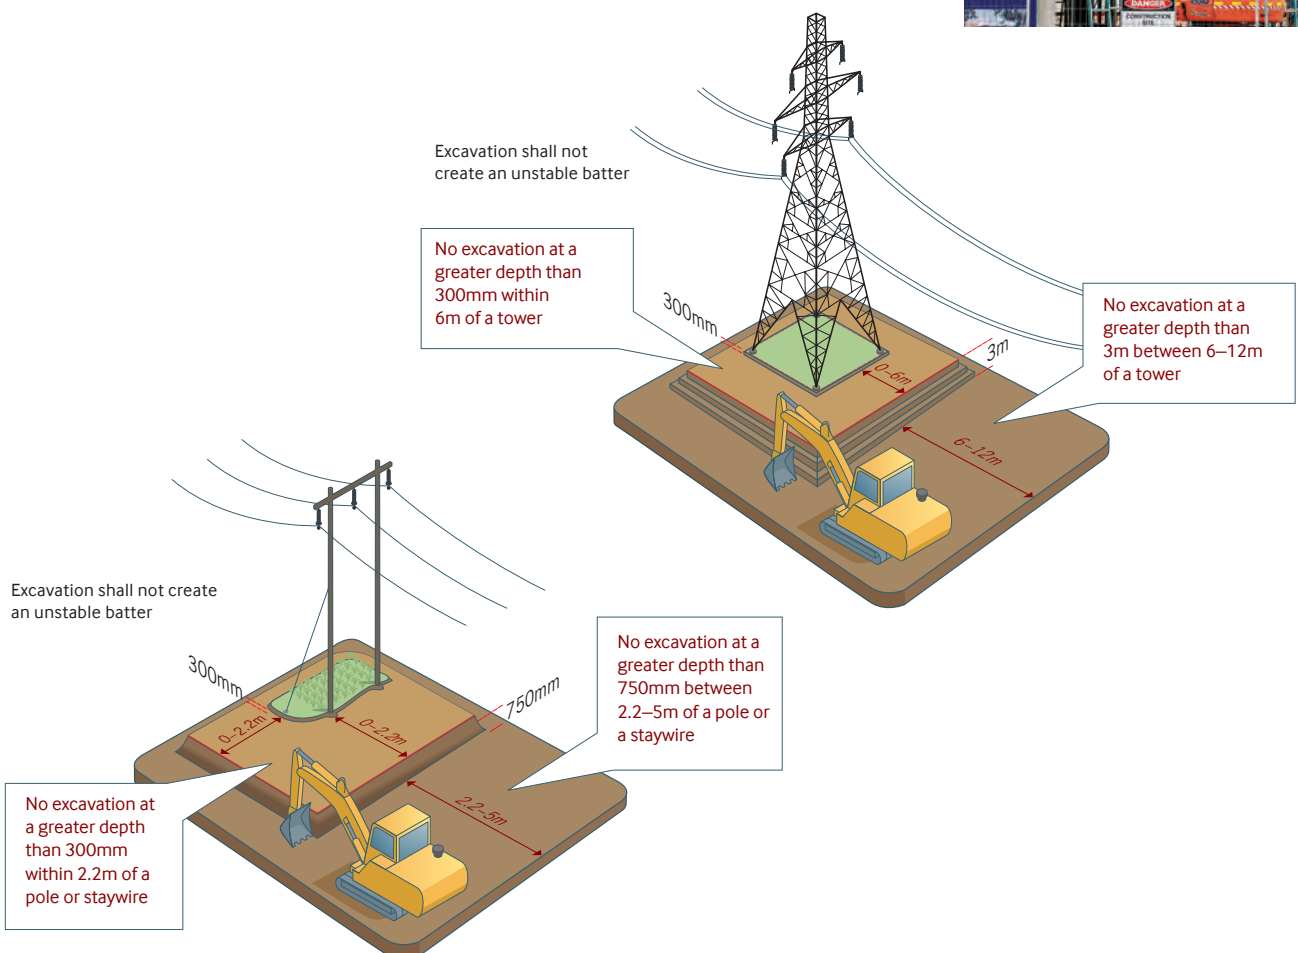 DANGER
CONSTRUCTION
SITE
Excavation shall not
create an unstable batter
No excavation at a
greater depth than
300mm within
6m of a tower
300mm
3m
0–6m
6–12m
No excavation at a
greater depth than
3m between 6–12m
of a tower
Excavation shall not create
an unstable batter
300mm
750mm
0–2.2m
0–2.2m
2.2–5m
No excavation at a
greater depth than
750mm between
2.2–5m of a pole or
a staywire
No excavation at
a greater depth
than 300mm
within 2.2m of a
pole or staywire